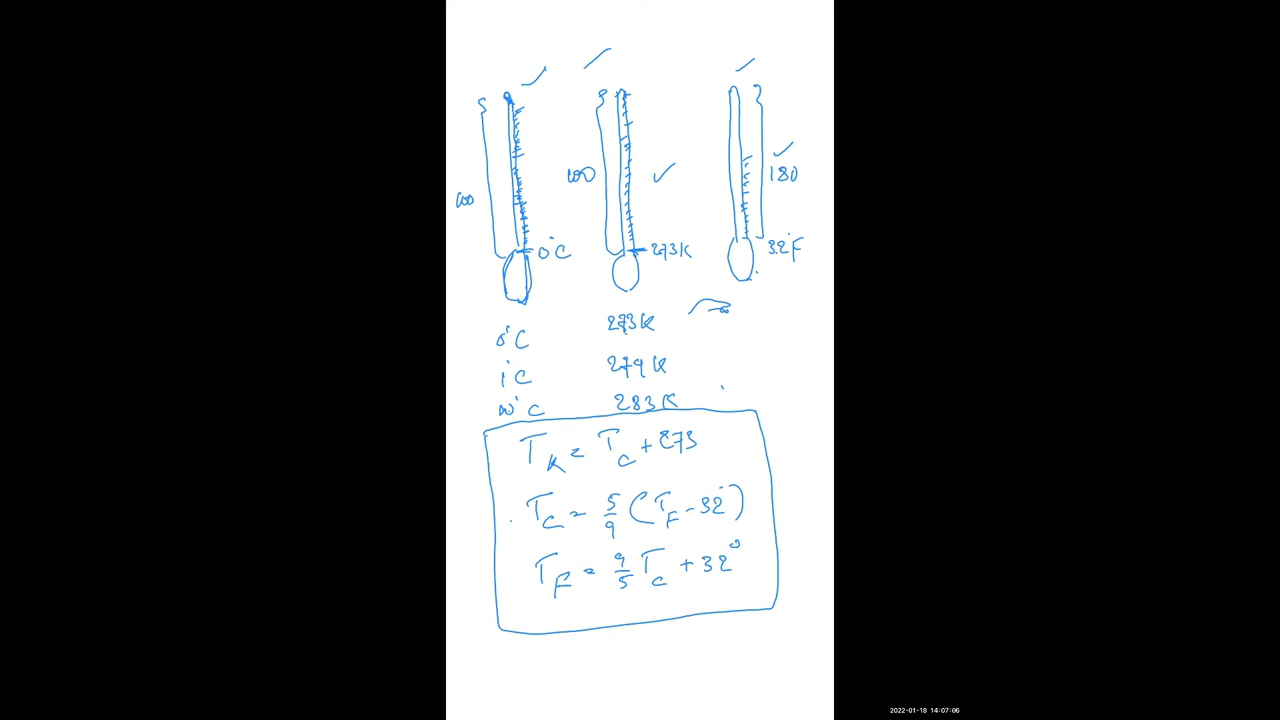 100
100
180
0°C
273K
32°F
0°C 273K
1°C 274K
10°C 283K
T_K = T_C + 273
T_C = 5/9 (T_F - 32°)
T_F = 9/5 T_C + 32°
2022-01-18 14:07:06